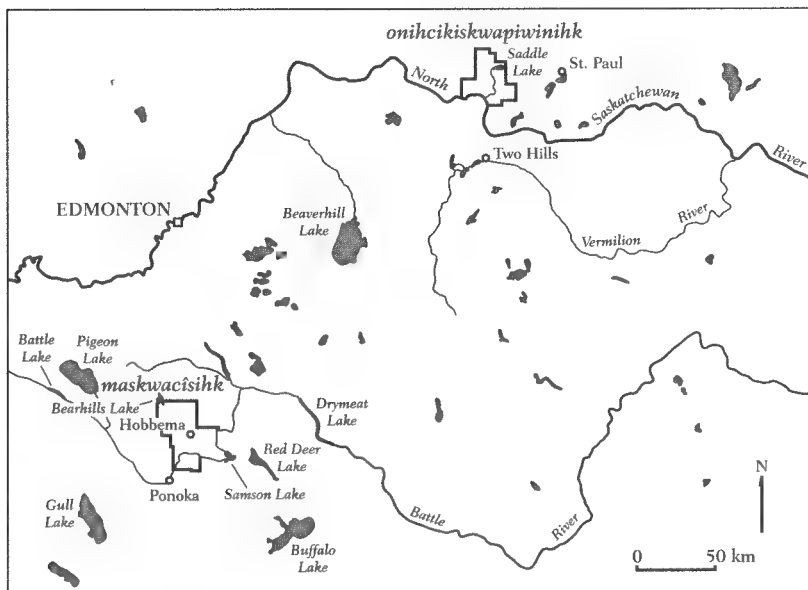 onihcikiskwapiwinihk
Saddle
Lake
St. Paul
North
Saskatchewan
River
Two Hills
EDMONTON
Beaverhill
Lake
River
Vermilion
Battle
Lake
Pigeon
Lake
maskwacîsihk
Bearhills Lake
Hobbema
Drymeat
Lake
Red Deer
Lake
Ponoka
Samson Lake
Gull
Lake
Buffalo
Lake
Battle
River
N
0 50 km